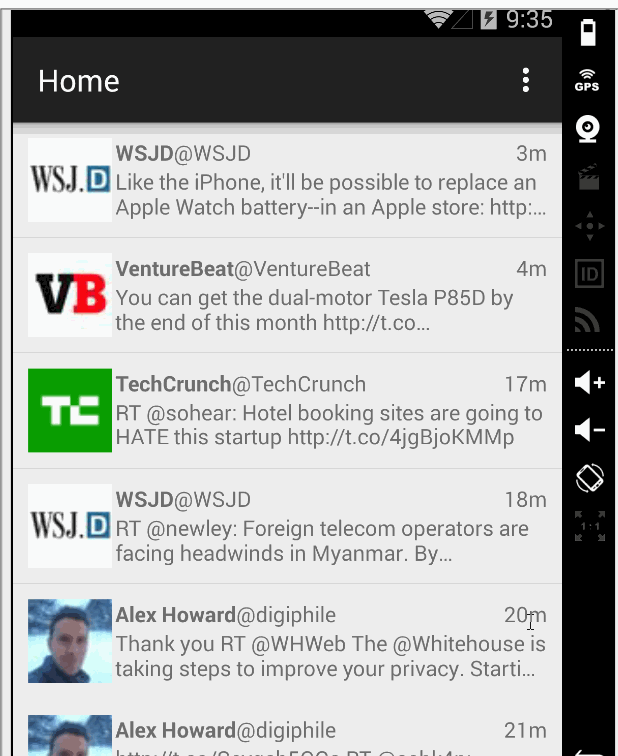 9:35
Home
GPS
WSJ.D
WSJD@WSJD 3m
Like the iPhone, it'll be possible to replace an
Apple Watch battery--in an Apple store: http:...
VB
VentureBeat@VentureBeat 4m
You can get the dual-motor Tesla P85D by
the end of this month http://t.co...
ID
TC
TechCrunch@TechCrunch 17m
RT @sohear: Hotel booking sites are going to
HATE this startup http://t.co/4jgBjoKMMp
WSJ.D
WSJD@WSJD 18m
RT @newley: Foreign telecom operators are
facing headwinds in Myanmar. By...
1:1
Alex Howard@digiphile 20m
Thank you RT @WHWeb The @Whitehouse is
taking steps to improve your privacy. Starti...
Alex Howard@digiphile 21m